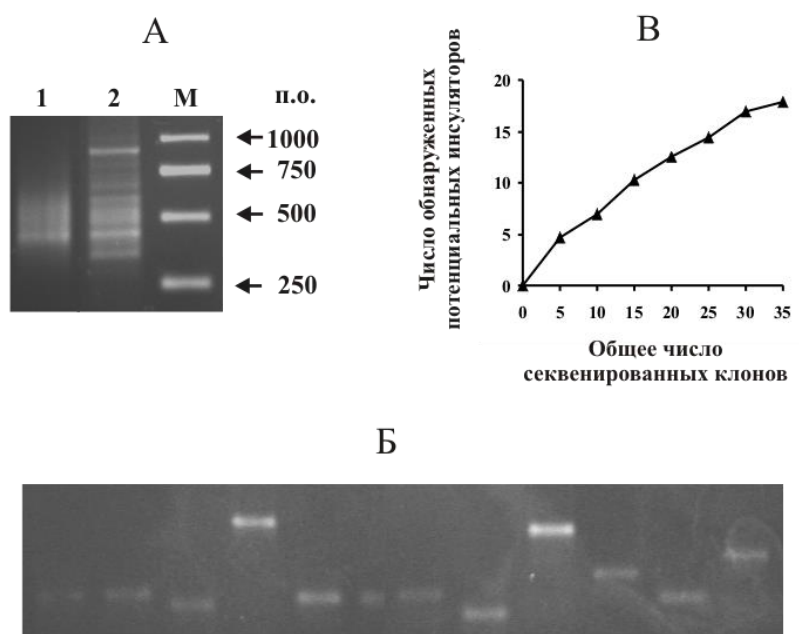 А
1 2 М п.о.
1000
750
500
250
В
Число обнаруженных
потенциальных инсуляторов
20
15
10
5
0
0 5 10 15 20 25 30 35
Общее число
секвенированных клонов
Б